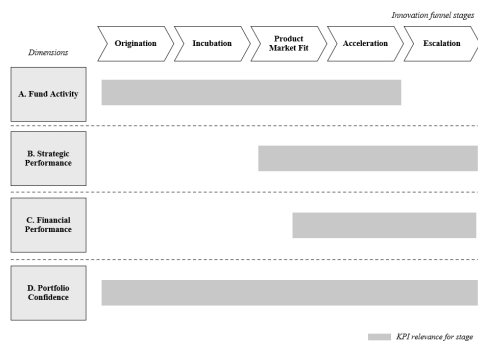 Innovation funnel stages
Dimensions
Origination
Incubation
Product
Market Fit
Acceleration
Escalation
A. Fund Activity
B. Strategic
Performance
C. Financial
Performance
D. Portfolio
Confidence
KPI relevance for stage